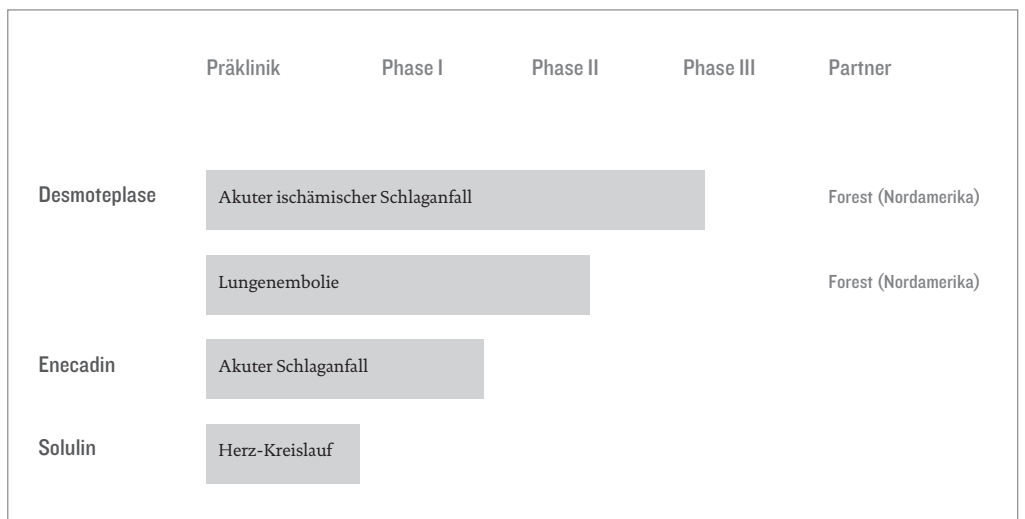 Präklinik Phase I Phase II Phase III Partner
Desmoteplase Akuter ischämischer Schlaganfall Forest (Nordamerika)
Lungenembolie Forest (Nordamerika)
Enecadin Akuter Schlaganfall
Solulin Herz-Kreislauf